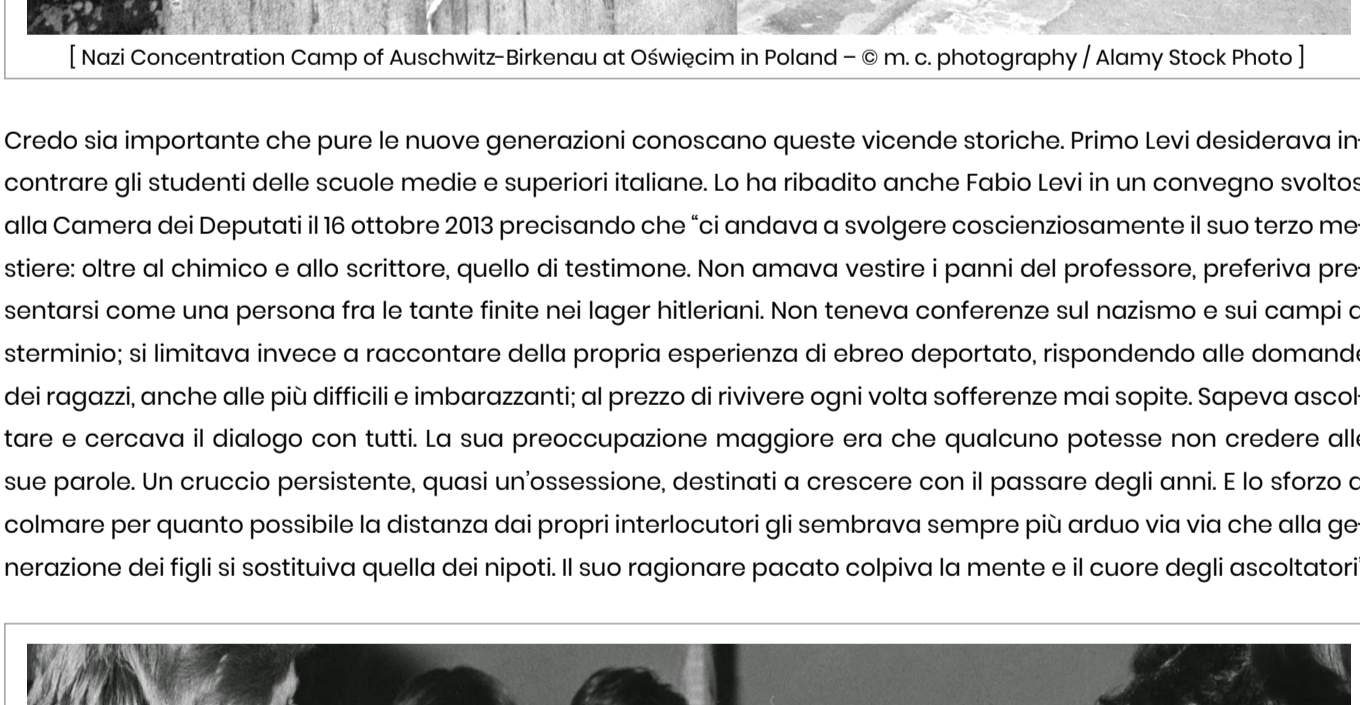 [ Nazi Concentration Camp of Auschwitz-Birkenau at Oświęcim in Poland – © m. c. photography / Alamy Stock Photo ]
Credo sia importante che pure le nuove generazioni conoscano queste vicende storiche. Primo Levi desiderava in-
contrare gli studenti delle scuole medie e superiori italiane. Lo ha ribadito anche Fabio Levi in un convegno svoltos
alla Camera dei Deputati il 16 ottobre 2013 precisando che “ci andava a svolgere coscienziosamente il suo terzo me-
stiere: oltre al chimico e allo scrittore, quello di testimone. Non amava vestire i panni del professore, preferiva pre-
sentarsi come una persona fra le tante finite nei lager hitleriani. Non teneva conferenze sul nazismo e sui campi
sterminio; si limitava invece a raccontare della propria esperienza di ebreo deportato, rispondendo alle domande
dei ragazzi, anche alle più difficili e imbarazzanti; al prezzo di rivivere ogni volta sofferenze mai sopite. Sapeva ascol-
tare e cercava il dialogo con tutti. La sua preoccupazione maggiore era che qualcuno potesse non credere alle
sue parole. Un cruccio persistente, quasi un’ossessione, destinati a crescere con il passare degli anni. E lo sforzo
colmare per quanto possibile la distanza dai propri interlocutori gli sembrava sempre più arduo via via che alla ge-
nerazione dei figli si sostituiva quella dei nipoti. Il suo ragionare pacato colpiva la mente e il cuore degli ascoltatori”